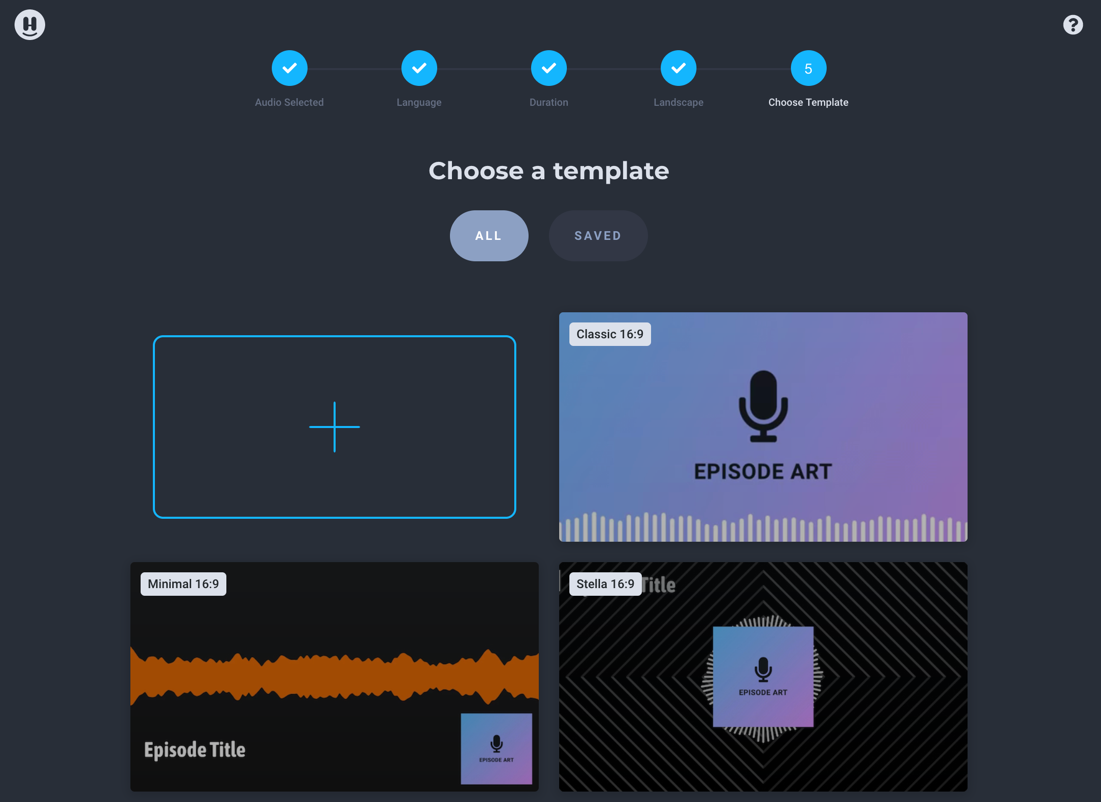 ?
5
Audio Selected
Language
Duration
Landscape
Choose Template
Choose a template
ALL
SAVED
Classic 16:9
EPISODE ART
Minimal 16:9
Episode Title
EPISODE ART
Stella 16:9
Title
EPISODE ART